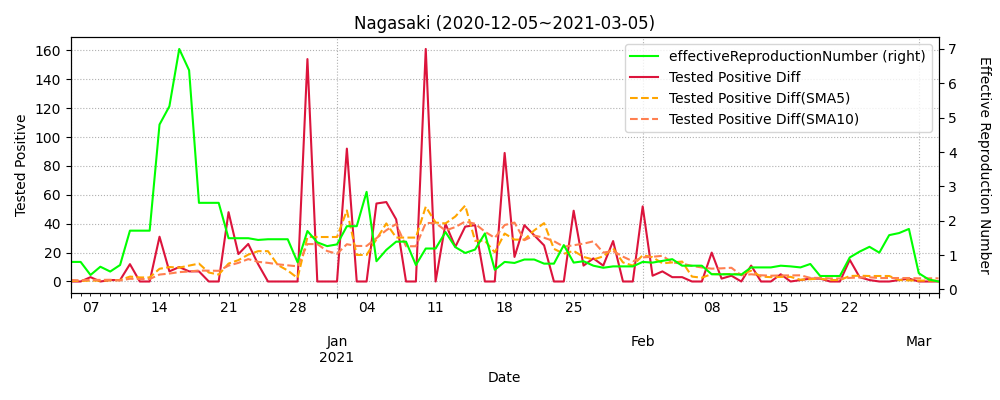 Nagasaki (2020-12-05~2021-03-05)
effectiveReproductionNumber (right)
Tested Positive Diff
Tested Positive Diff(SMA5)
Tested Positive Diff(SMA10)
Tested Positive
160
140
120
100
80
60
40
20
0
7
6
5
4
3
2
1
0
Effective Reproduction Number
07 14 21 28 04 11 18 25 08 15 22
Jan Feb Mar
2021
Date